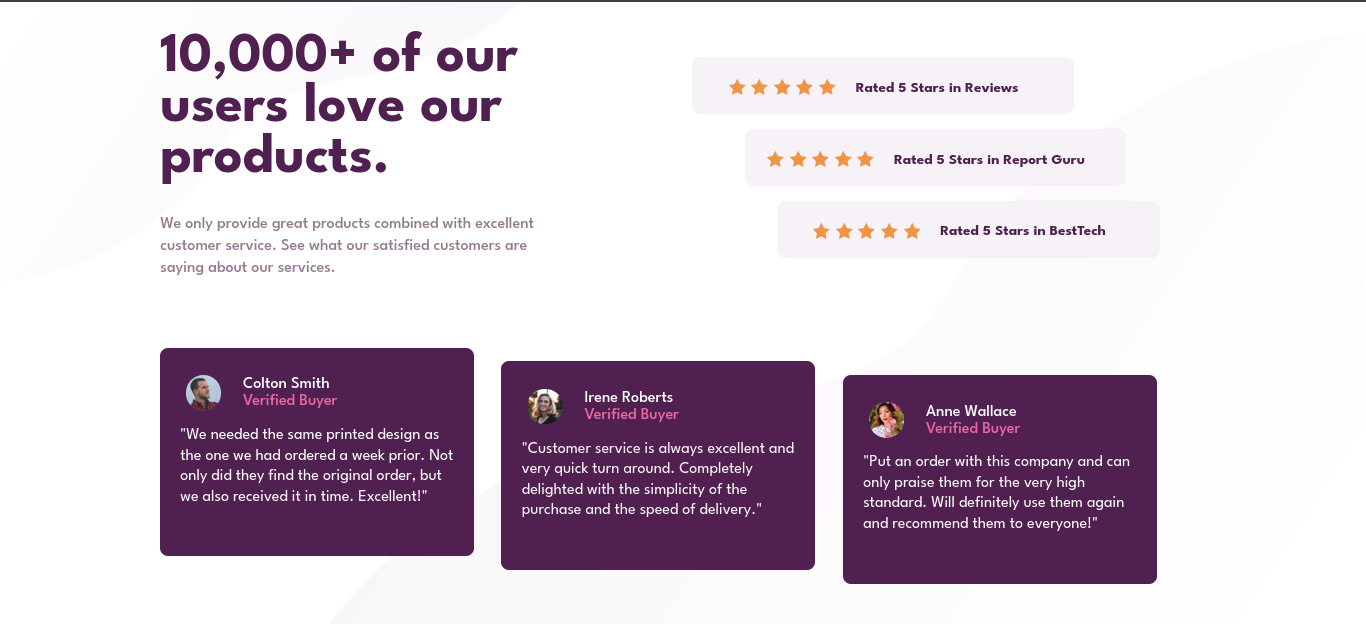 10,000+ of our
users love our
products.
We only provide great products combined with excellent
customer service. See what our satisfied customers are
saying about our services.
Rated 5 Stars in Reviews
Rated 5 Stars in Report Guru
Rated 5 Stars in BestTech
Colton Smith
Verified Buyer
"We needed the same printed design as
the one we had ordered a week prior. Not
only did they find the original order, but
we also received it in time. Excellent!"
Irene Roberts
Verified Buyer
"Customer service is always excellent and
very quick turn around. Completely
delighted with the simplicity of the
purchase and the speed of delivery."
Anne Wallace
Verified Buyer
"Put an order with this company and can
only praise them for the very high
standard. Will definitely use them again
and recommend them to everyone!"